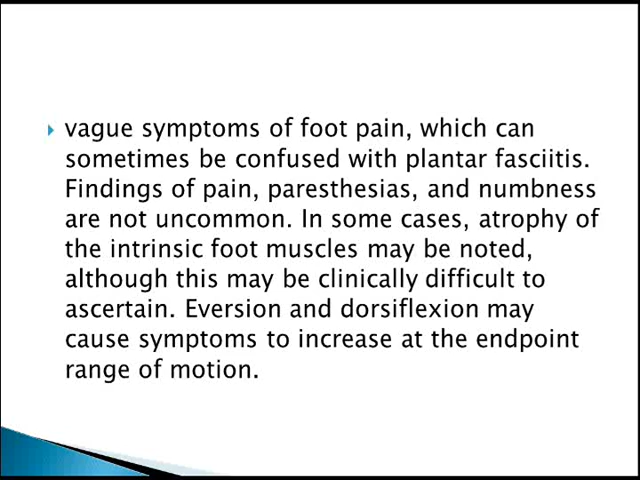 vague symptoms of foot pain, which can
sometimes be confused with plantar fasciitis.
Findings of pain, paresthesias, and numbness
are not uncommon. In some cases, atrophy of
the intrinsic foot muscles may be noted,
although this may be clinically difficult to
ascertain. Eversion and dorsiflexion may
cause symptoms to increase at the endpoint
range of motion.